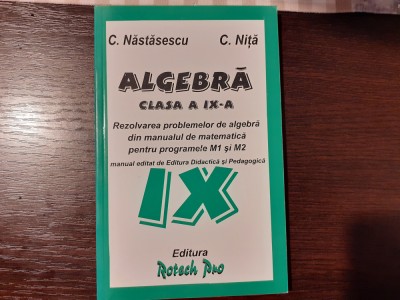 C. Năstăsescu C. Niță
ALGEBRĂ
CLASA A IX-A
Rezolvarea problemelor de algebră
din manualul de matematică
pentru programele M1 și M2
manual editat de Editura Didactică și Pedagogică
IX
Editura
Rotech Pro